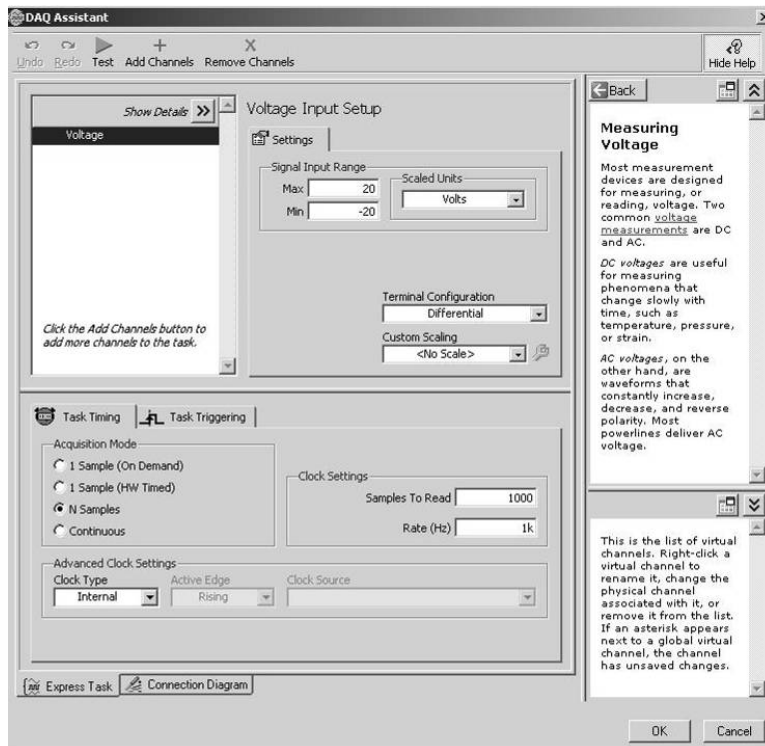 DAQ Assistant
Undo Redo Test Add Channels Remove Channels
Hide Help
Show Details >>
Voltage
Click the Add Channels button to
add more channels to the task.
Voltage Input Setup
Settings
Signal Input Range
Max 20
Min -20
Scaled Units
Volts
Terminal Configuration
Differential
Custom Scaling
<No Scale>
Task Timing
Task Triggering
Acquisition Mode
1 Sample (On Demand)
1 Sample (HW Timed)
N Samples
Continuous
Clock Settings
Samples To Read 1000
Rate (Hz) 1k
Advanced Clock Settings
Clock Type Active Edge Clock Source
Internal Rising
Express Task Connection Diagram
Back
Measuring
Voltage
Most measurement
devices are designed
for measuring, or
reading, voltage. Two
common voltage
measurements are DC
and AC.
DC voltages are useful
for measuring
phenomena that
change slowly with
time, such as
temperature, pressure,
or strain.
AC voltages, on the
other hand, are
waveforms that
constantly increase,
decrease, and reverse
polarity. Most
powerlines deliver AC
voltage.
This is the list of virtual
channels. Right-click a
virtual channel to
rename it, change the
physical channel
associated with it, or
remove it from the list.
If an asterisk appears
next to a global virtual
channel, the channel
has unsaved changes.
OK Cancel